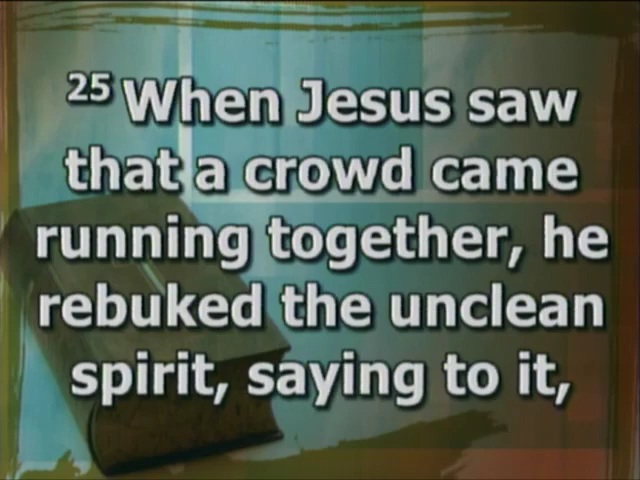 25 When Jesus saw
that a crowd came
running together, he
rebuked the unclean
spirit, saying to it,